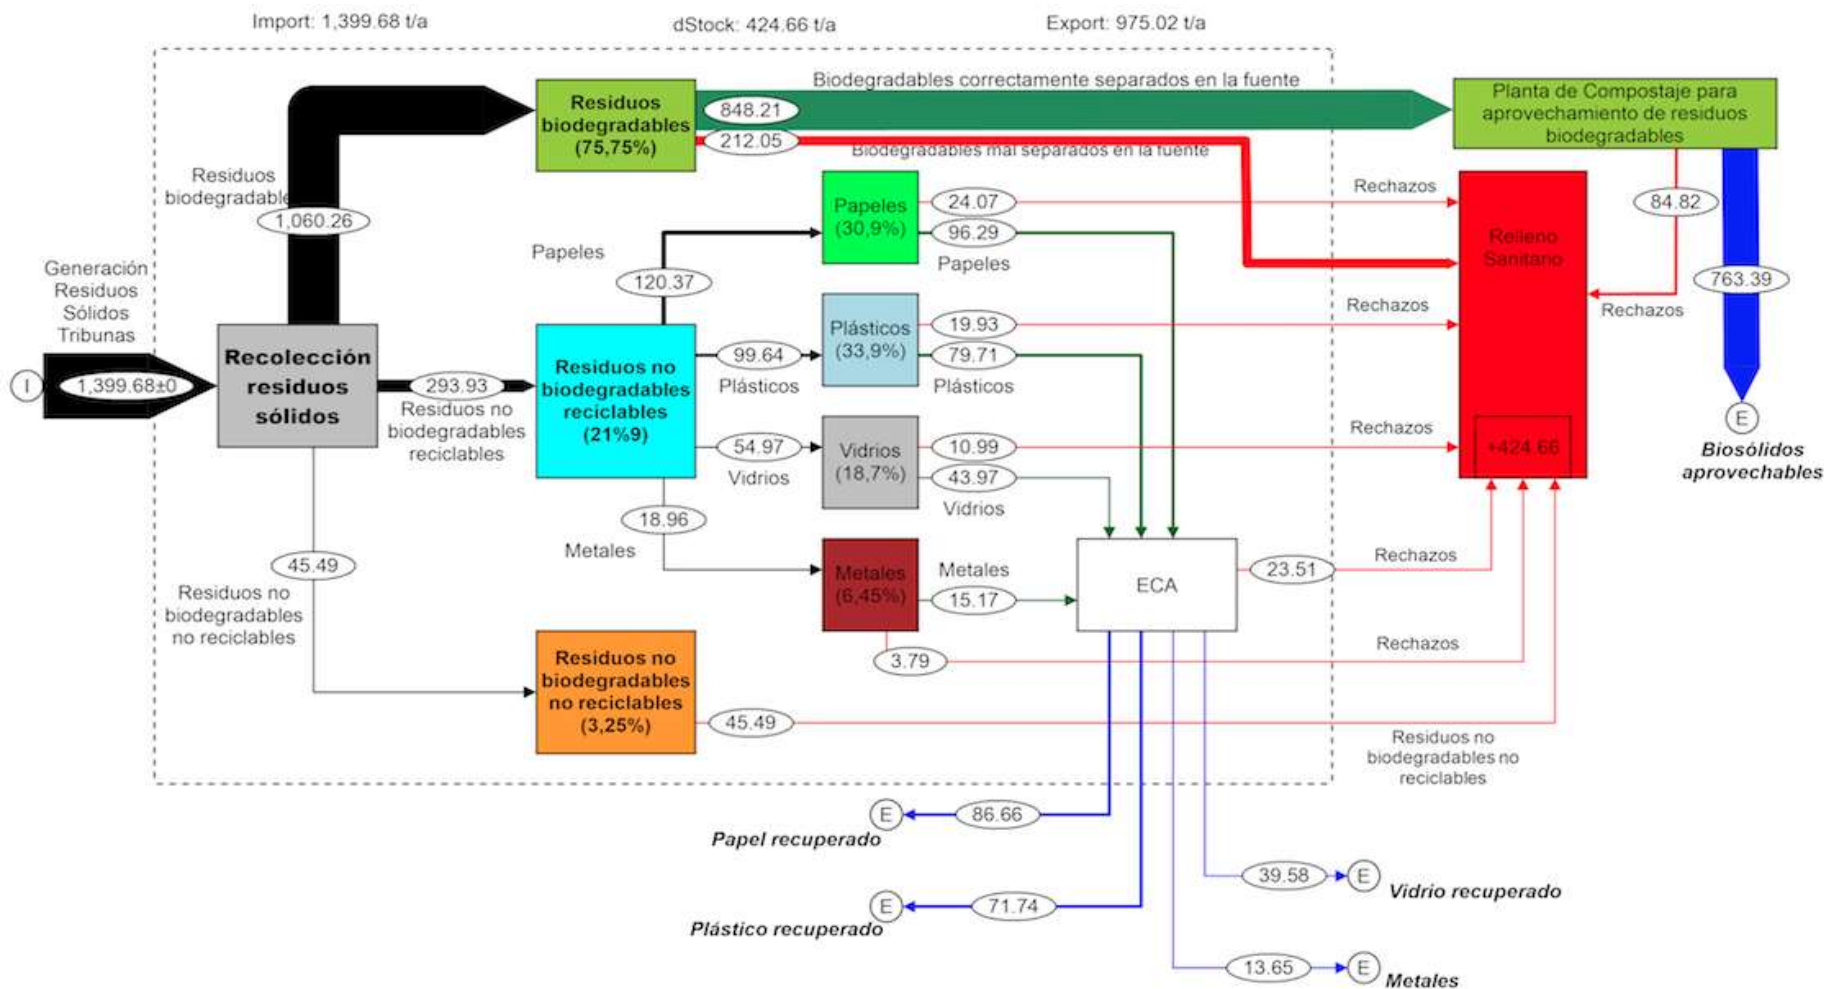 Import: 1,399.68 t/a
dStock: 424.66 t/a
Export: 975.02 t/a
Biodegradables correctamente separados en la fuente
Residuos
biodegradables
(75,75%)
848.21
212.05
Biodegradables mal separados en la fuente
Planta de Compostaje para
aprovechamiento de residuos
biodegradables
Residuos
biodegradable
1,060.26
Papeles
(30,9%)
24.07
96.29
Papeles
Rechazos
84.82
Relleno
Sanitario
763.39
Rechazos
Papeles
120.37
Generación
Residuos
Sólidos
Tribunas
I
1,399.68±0
Recolección
residuos
sólidos
293.93
Residuos no
biodegradables
reciclables
Residuos no
biodegradables
reciclables
(21%9)
99.64
Plásticos
Plásticos
(33,9%)
19.93
79.71
Plásticos
Rechazos
54.97
Vidrios
Vidrios
(18,7%)
10.99
43.97
Vidrios
Rechazos
+424.66
E
Biosólidos
aprovechables
18.96
Metales
Metales
(6,45%)
Metales
15.17
3.79
ECA
23.51
Rechazos
Rechazos
45.49
Residuos no
biodegradables
no reciclables
Residuos no
biodegradables
no reciclables
(3,25%)
45.49
Residuos no
biodegradables no
reciclables
E
86.66
Papel recuperado
39.58
E
Vidrio recuperado
E
71.74
Plástico recuperado
13.65
E
Metales